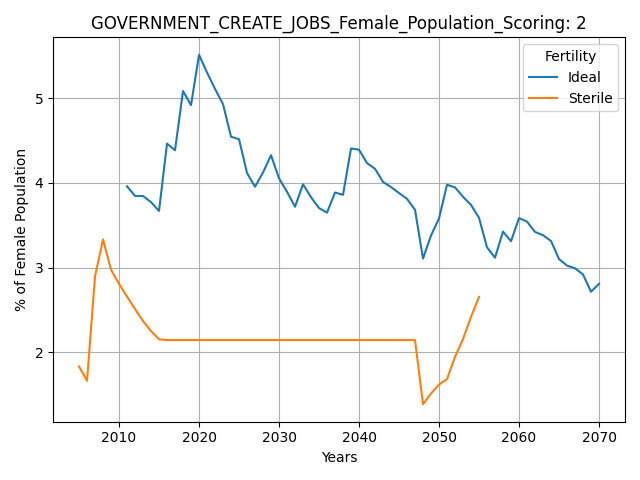 GOVERNMENT_CREATE_JOBS_Female_Population_Scoring: 2
Fertility
Ideal
Sterile
% of Female Population
5
4
3
2
2010 2020 2030 2040 2050 2060 2070
Years